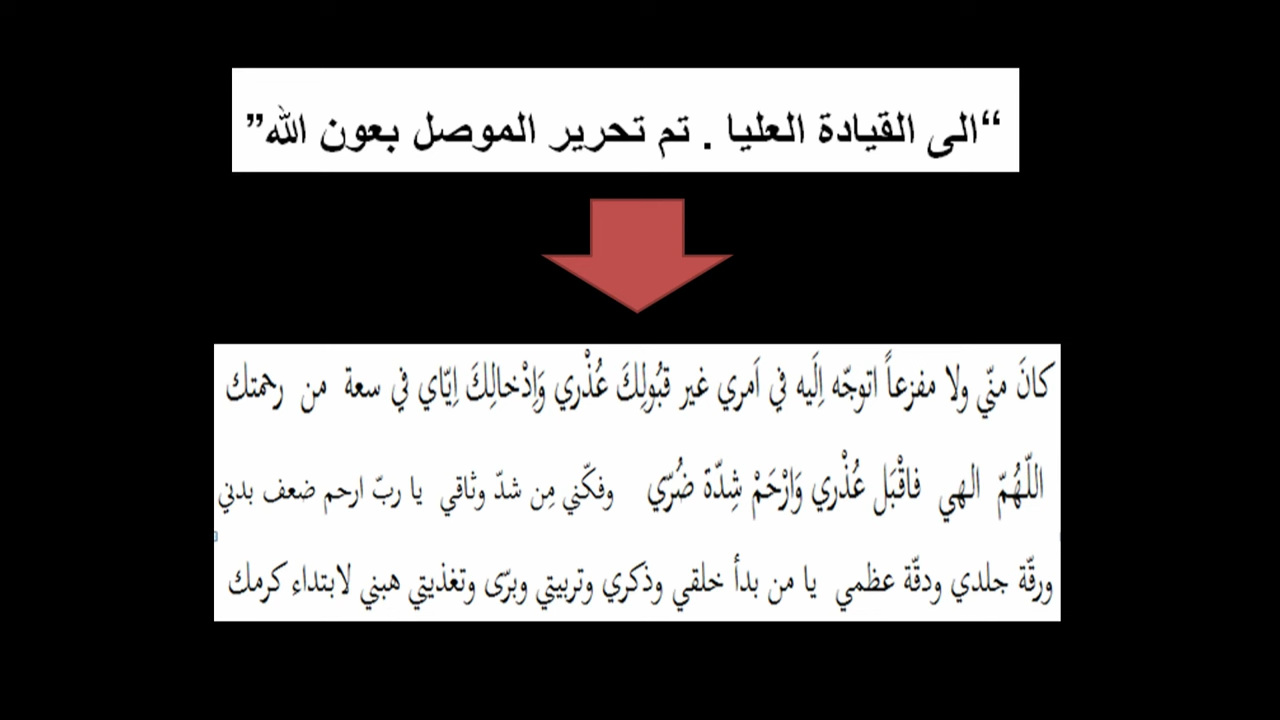 “الى القيادة العليا . تم تحرير الموصل بعون الله”
كانَ منّي ولا مفزعاً اتوجّه اِلَيه في اَمري غير قبُولِكَ عُذْري وَاِدْخالِكَ اِيّاي في سعة من رحمتك
اللّهُمّ الهي فاقْبَل عُذْري وَارْحَمْ شِدّة ضُرّي وفكّني مِن شدّ وثاقي يا ربّ ارحم ضعف بدني
ورقّة جلدي ودقّة عظمي يا من بدأ خلقي وذكري وتربيتي وبرّى وتغذيتي هبني لابتداء كرمك